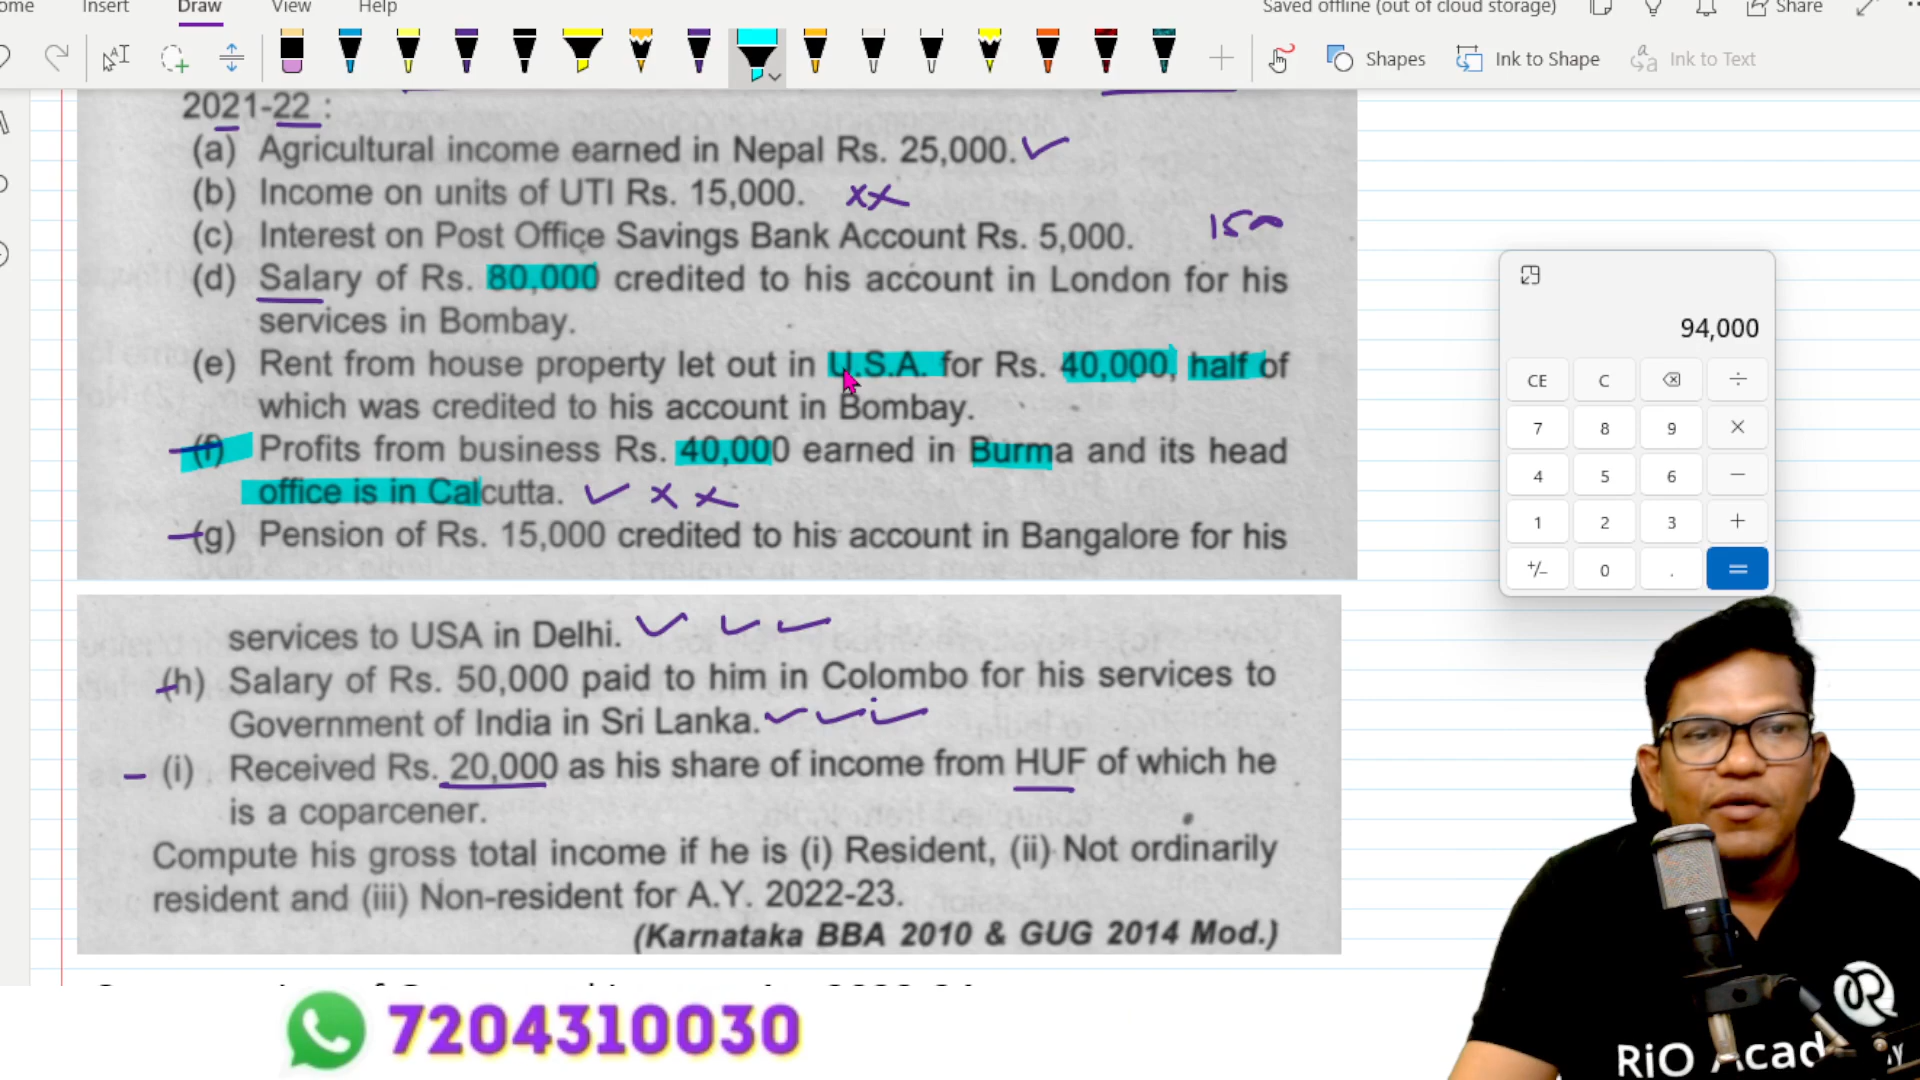 Insert Draw View Help Saved offline (out of cloud storage) Share
Shapes Ink to Shape Ink to Text
2021-22 :
(a) Agricultural income earned in Nepal Rs. 25,000.
(b) Income on units of UTI Rs. 15,000.
(c) Interest on Post Office Savings Bank Account Rs. 5,000.
(d) Salary of Rs. 80,000 credited to his account in London for his
services in Bombay.
(e) Rent from house property let out in U.S.A. for Rs. 40,000, half of
which was credited to his account in Bombay.
(f) Profits from business Rs. 40,000 earned in Burma and its head
office is in Calcutta.
(g) Pension of Rs. 15,000 credited to his account in Bangalore for his
services to USA in Delhi.
(h) Salary of Rs. 50,000 paid to him in Colombo for his services to
Government of India in Sri Lanka.
(i) Received Rs. 20,000 as his share of income from HUF of which he
is a coparcener.
Compute his gross total income if he is (i) Resident, (ii) Not ordinarily
resident and (iii) Non-resident for A.Y. 2022-23.
(Karnataka BBA 2010 & GUG 2014 Mod.)
94,000
CE C ÷
7 8 9 ×
4 5 6 −
1 2 3 +
+/− 0 . =
7204310030
RiO Academy